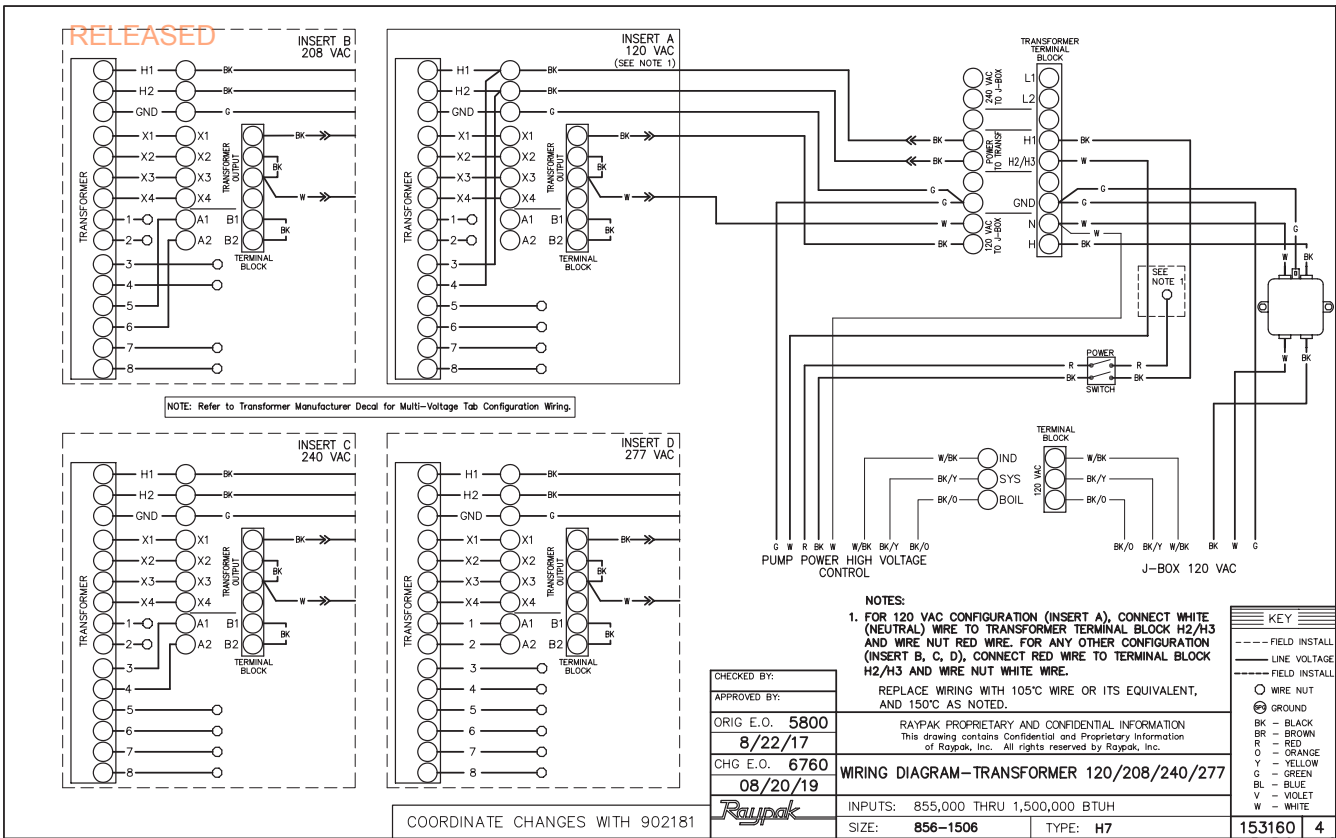 RELEASED
INSERT B
208 VAC
H1
BK
H2
BK
GND
G
X1
X1
BK
X2
X2
X3
X3
BK
X4
X4
W
1
A1
B1
2
A2
B2
BK
3
4
5
6
7
8
TRANSFORMER
TRANSFORMER
OUTPUT
TERMINAL
BLOCK
INSERT A
120 VAC
(SEE NOTE 1)
H1
BK
H2
BK
GND
G
X1
X1
BK
X2
X2
X3
X3
BK
X4
X4
W
1
A1
B1
2
A2
B2
BK
3
4
5
6
7
8
TRANSFORMER
TRANSFORMER
OUTPUT
TERMINAL
BLOCK
TRANSFORMER
TERMINAL
BLOCK
240 VAC
TO J-BOX
L1
L2
POWER
TO TRANSF
BK
H1
BK
BK
H2/H3
W
G
G
G
GND
G
120 VAC
TO J-BOX
W
N
W
W
BK
H
BK
G
W
BK
SEE
NOTE 1
W
BK
POWER
R
R
BK
BK
SWITCH
NOTE: Refer to Transformer Manufacturer Decal for Multi-Voltage Tab Configuration Wiring.
INSERT C
240 VAC
H1
BK
H2
BK
GND
G
X1
X1
BK
X2
X2
X3
X3
BK
X4
X4
W
1
A1
B1
2
A2
B2
BK
3
4
5
6
7
8
TRANSFORMER
TRANSFORMER
OUTPUT
TERMINAL
BLOCK
INSERT D
277 VAC
H1
BK
H2
BK
GND
G
X1
X1
BK
X2
X2
X3
X3
BK
X4
X4
W
1
A1
B1
2
A2
B2
BK
3
4
5
6
7
8
TRANSFORMER
TRANSFORMER
OUTPUT
TERMINAL
BLOCK
TERMINAL
BLOCK
120 VAC
W/BK
IND
W/BK
BK/Y
SYS
BK/Y
BK/O
BOIL
BK/O
G W R BK W W/BK BK/Y BK/O
PUMP POWER HIGH VOLTAGE
CONTROL
BK/O BK/Y W/BK BK W G
J-BOX 120 VAC
NOTES:
1. FOR 120 VAC CONFIGURATION (INSERT A), CONNECT WHITE
(NEUTRAL) WIRE TO TRANSFORMER TERMINAL BLOCK H2/H3
AND WIRE NUT RED WIRE. FOR ANY OTHER CONFIGURATION
(INSERT B, C, D), CONNECT RED WIRE TO TERMINAL BLOCK
H2/H3 AND WIRE NUT WHITE WIRE.
REPLACE WIRING WITH 105°C WIRE OR ITS EQUIVALENT,
AND 150°C AS NOTED.
KEY
FIELD INSTALL
LINE VOLTAGE
FIELD INSTALL
WIRE NUT
GROUND
BK - BLACK
BR - BROWN
R - RED
O - ORANGE
Y - YELLOW
G - GREEN
BL - BLUE
V - VIOLET
W - WHITE
CHECKED BY:
APPROVED BY:
ORIG E.O. 5800
8/22/17
CHG E.O. 6760
08/20/19
Raypak
RAYPAK PROPRIETARY AND CONFIDENTIAL INFORMATION
This drawing contains Confidential and Proprietary Information
of Raypak, Inc. All rights reserved by Raypak, Inc.
WIRING DIAGRAM-TRANSFORMER 120/208/240/277
INPUTS: 855,000 THRU 1,500,000 BTUH
SIZE: 856-1506
TYPE: H7
153160 4
COORDINATE CHANGES WITH 902181